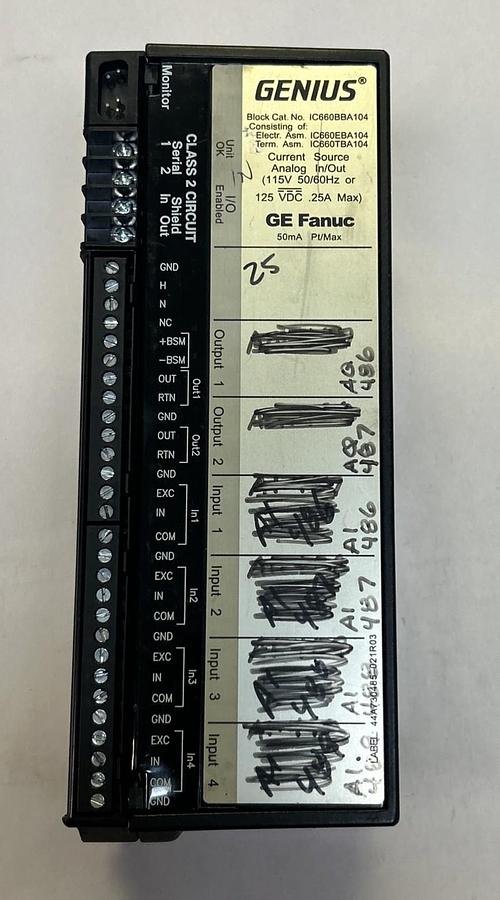 GENIUS®
Block Cat. No. IC660BBA104
Consisting of:
Electr. Asm. IC660EBA104
Term. Asm. IC660TBA104
Current Source
Analog In/Out
(115V 50/60Hz or
125 VDC .25A Max)
GE Fanuc
50mA Pt/Max
Monitor
CLASS 2 CIRCUIT
Serial
1 2
Shield
In Out
Unit
OK
I/O
Enabled
25
GND
H
N
NC
+BSM
−BSM
OUT
RTN
Out1
GND
OUT
RTN
Out2
GND
EXC
IN
COM
In1
GND
EXC
IN
COM
In2
GND
EXC
IN
COM
In3
GND
EXC
IN
COM
In4
GND
Output 1
AQ
486
Output 2
AQ
487
Input 1
AI
486
Input 2
AI
487
Input 3
AI
Input 4
AI
LABEL: 44A730485-021R03